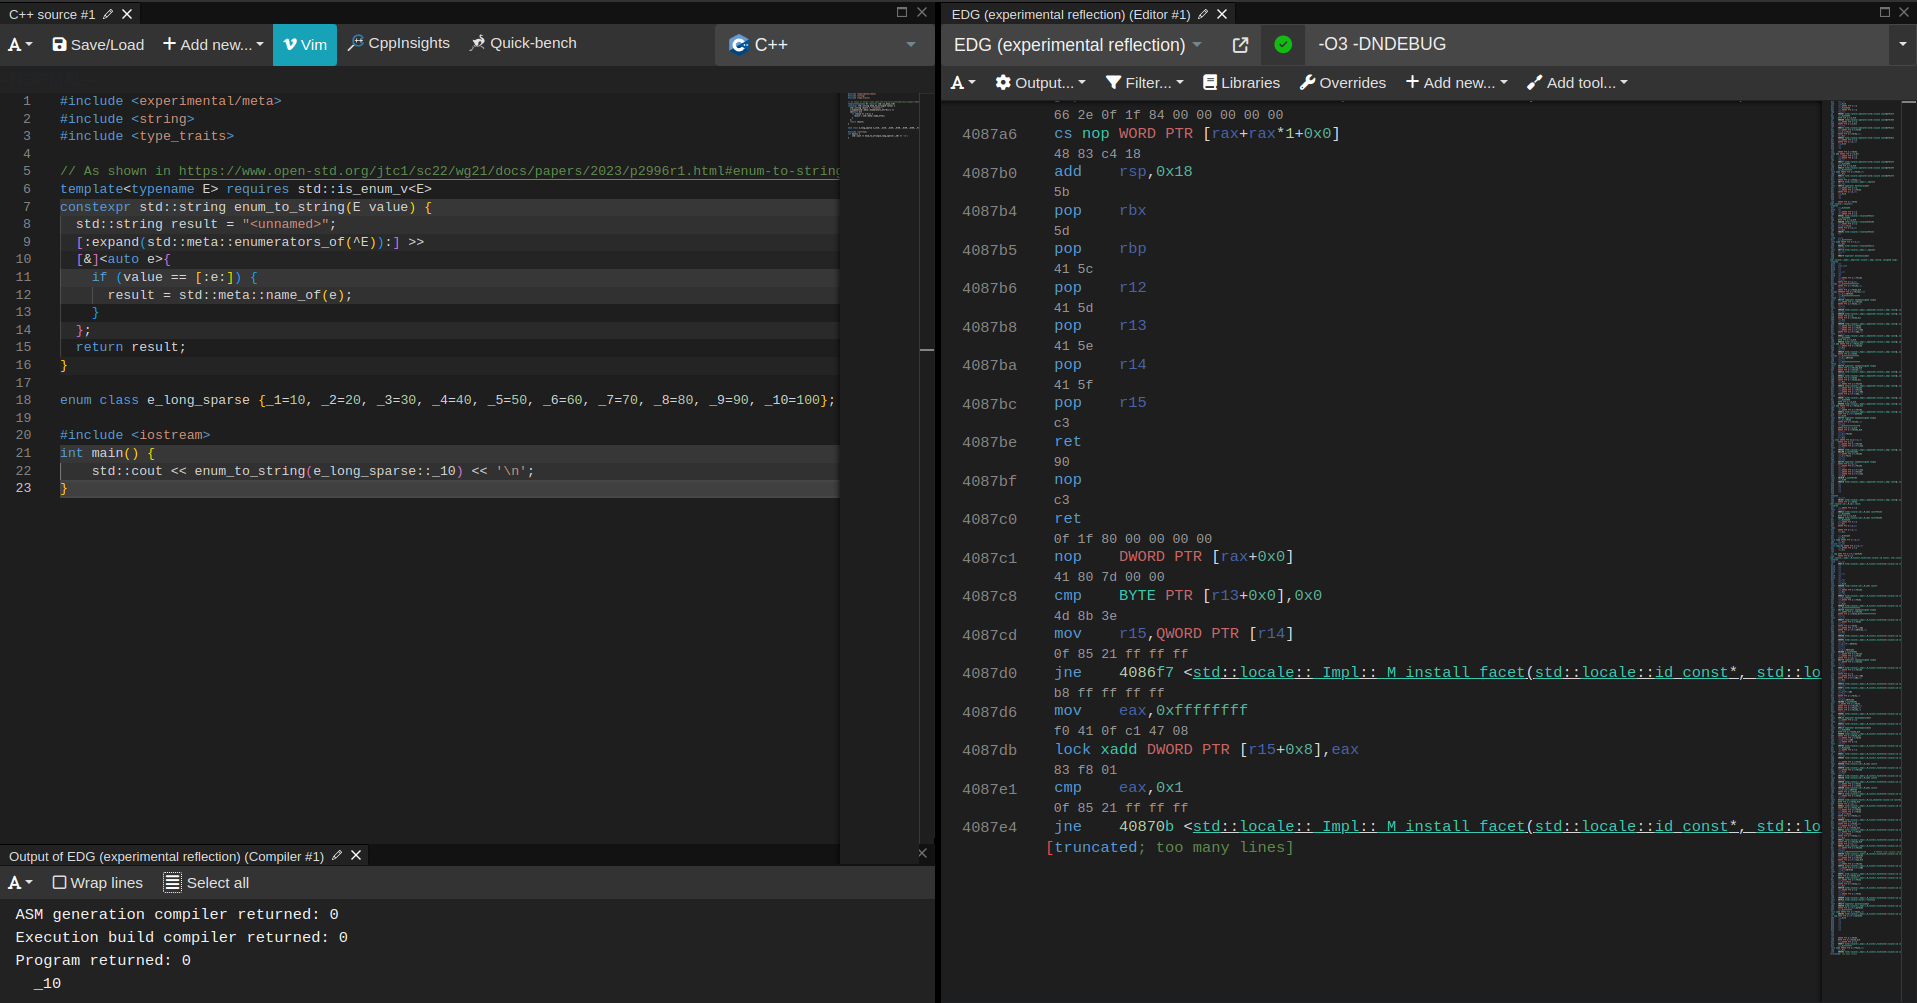 C++ source #1
A Save/Load Add new... Vim CppInsights Quick-bench C++
1 #include <experimental/meta>
2 #include <string>
3 #include <type_traits>
4
5 // As shown in https://www.open-std.org/jtc1/sc22/wg21/docs/papers/2023/p2996r1.html#enum-to-string
6 template<typename E> requires std::is_enum_v<E>
7 constexpr std::string enum_to_string(E value) {
8 std::string result = "<unnamed>";
9 [:expand(std::meta::enumerators_of(^E)):] >>
10 [&]<auto e>{
11 if (value == [:e:]) {
12 result = std::meta::name_of(e);
13 }
14 };
15 return result;
16 }
17
18 enum class e_long_sparse {_1=10, _2=20, _3=30, _4=40, _5=50, _6=60, _7=70, _8=80, _9=90, _10=100};
19
20 #include <iostream>
21 int main() {
22 std::cout << enum_to_string(e_long_sparse::_10) << '\n';
23 }
Output of EDG (experimental reflection) (Compiler #1)
A Wrap lines Select all
ASM generation compiler returned: 0
Execution build compiler returned: 0
Program returned: 0
_10
EDG (experimental reflection) (Editor #1)
EDG (experimental reflection) -O3 -DNDEBUG
A Output... Filter... Libraries Overrides Add new... Add tool...
66 2e 0f 1f 84 00 00 00 00 00
4087a6 cs nop WORD PTR [rax+rax*1+0x0]
48 83 c4 18
4087b0 add rsp,0x18
5b
4087b4 pop rbx
5d
4087b5 pop rbp
41 5c
4087b6 pop r12
41 5d
4087b8 pop r13
41 5e
4087ba pop r14
41 5f
4087bc pop r15
c3
4087be ret
90
4087bf nop
c3
4087c0 ret
0f 1f 80 00 00 00 00
4087c1 nop DWORD PTR [rax+0x0]
41 80 7d 00 00
4087c8 cmp BYTE PTR [r13+0x0],0x0
4d 8b 3e
4087cd mov r15,QWORD PTR [r14]
0f 85 21 ff ff ff
4087d0 jne 4086f7 <std::locale::_Impl::_M_install_facet(std::locale::id const*, std::lo
b8 ff ff ff ff
4087d6 mov eax,0xffffffff
f0 41 0f c1 47 08
4087db lock xadd DWORD PTR [r15+0x8],eax
83 f8 01
4087e1 cmp eax,0x1
0f 85 21 ff ff ff
4087e4 jne 40870b <std::locale::_Impl::_M_install_facet(std::locale::id const*, std::lo
[truncated; too many lines]